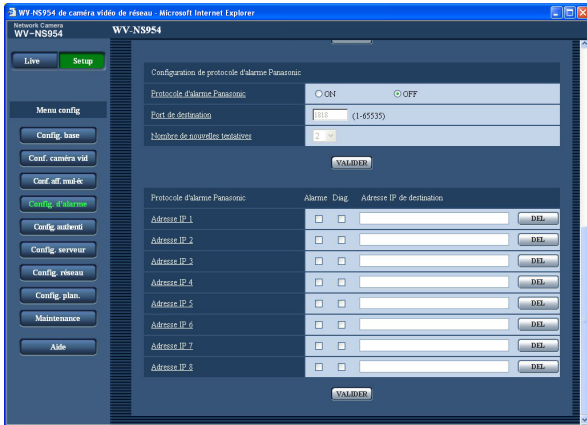 WV-NS954 de caméra vidéo de réseau - Microsoft Internet Explorer
Network Camera
WV-NS954
WV-NS954
Live Setup
Menu config
Config. base
Conf. caméra vid
Conf. aff. mul-éc
Config. d'alarme
Config. authenti
Config. serveur
Config. réseau
Config. plan.
Maintenance
Aide
Configuration de protocole d'alarme Panasonic
Protocole d'alarme Panasonic ON OFF
Port de destination 1818 (1-65535)
Nombre de nouvelles tentatives 2
VALIDER
Protocole d'alarme Panasonic Alarme Diag. Adresse IP de destination
Adresse IP 1 DEL
Adresse IP 2 DEL
Adresse IP 3 DEL
Adresse IP 4 DEL
Adresse IP 5 DEL
Adresse IP 6 DEL
Adresse IP 7 DEL
Adresse IP 8 DEL
VALIDER